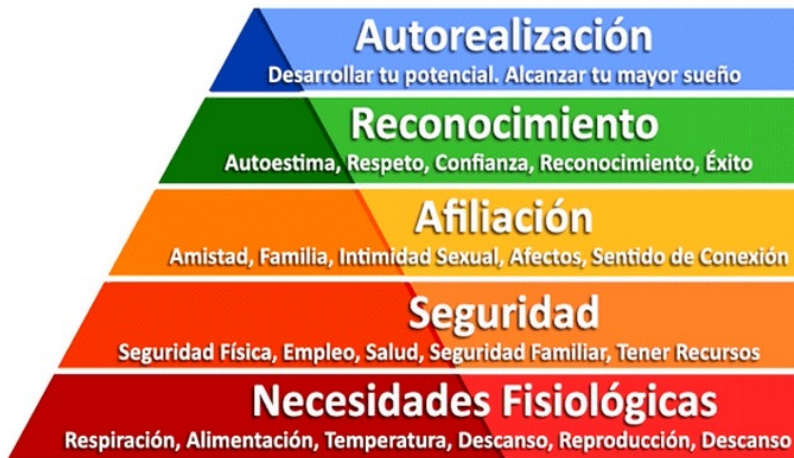 Autorealización
Desarrollar tu potencial. Alcanzar tu mayor sueño
Reconocimiento
Autoestima, Respeto, Confianza, Reconocimiento, Éxito
Afiliación
Amistad, Familia, Intimidad Sexual, Afectos, Sentido de Conexión
Seguridad
Seguridad Física, Empleo, Salud, Seguridad Familiar, Tener Recursos
Necesidades Fisiológicas
Respiración, Alimentación, Temperatura, Descanso, Reproducción, Descanso